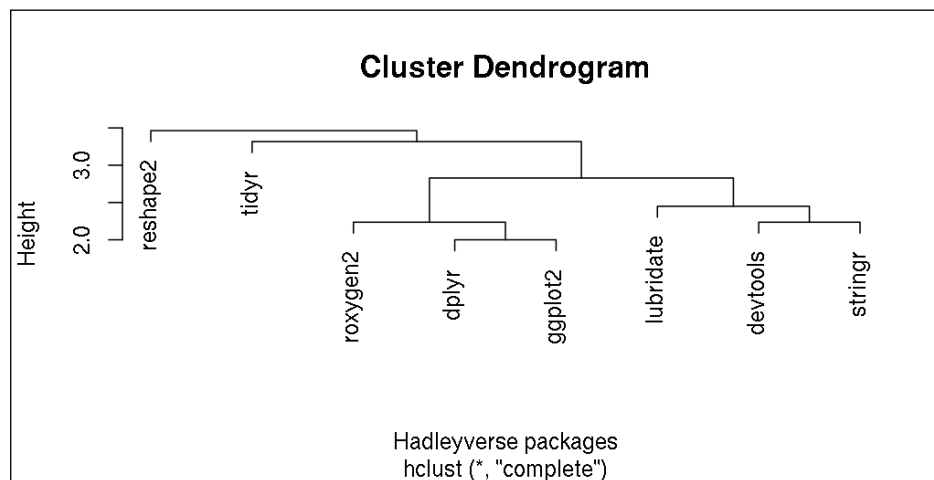 Cluster Dendrogram
Height
3.0
2.0
reshape2
tidyr
roxygen2
dplyr
ggplot2
lubridate
devtools
stringr
Hadleyverse packages
hclust (*, "complete")